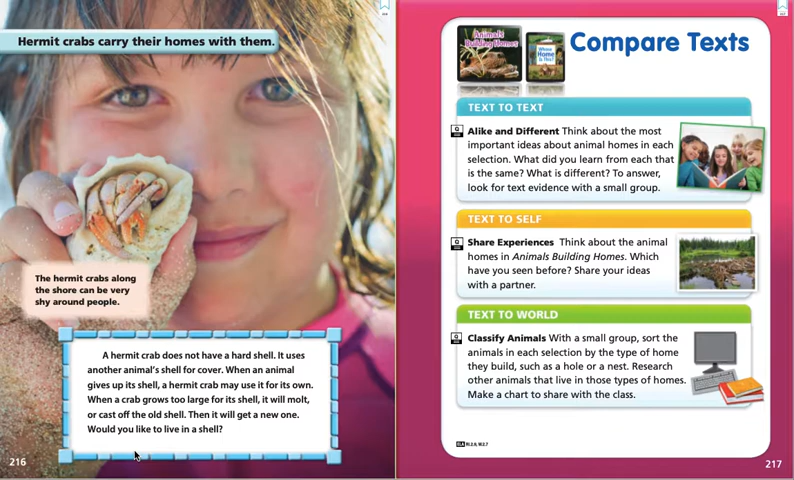 Hermit crabs carry their homes with them.
The hermit crabs along
the shore can be very
shy around people.
A hermit crab does not have a hard shell. It uses
another animal's shell for cover. When an animal
gives up its shell, a hermit crab may use it for its own.
When a crab grows too large for its shell, it will molt,
or cast off the old shell. Then it will get a new one.
Would you like to live in a shell?
216
Animals
Building Homes
Whose
Home
Is This?
Compare Texts
TEXT TO TEXT
Alike and Different Think about the most
important ideas about animal homes in each
selection. What did you learn from each that
is the same? What is different? To answer,
look for text evidence with a small group.
TEXT TO SELF
Share Experiences Think about the animal
homes in Animals Building Homes. Which
have you seen before? Share your ideas
with a partner.
TEXT TO WORLD
Classify Animals With a small group, sort the
animals in each selection by the type of home
they build, such as a hole or a nest. Research
other animals that live in those types of homes.
Make a chart to share with the class.
217